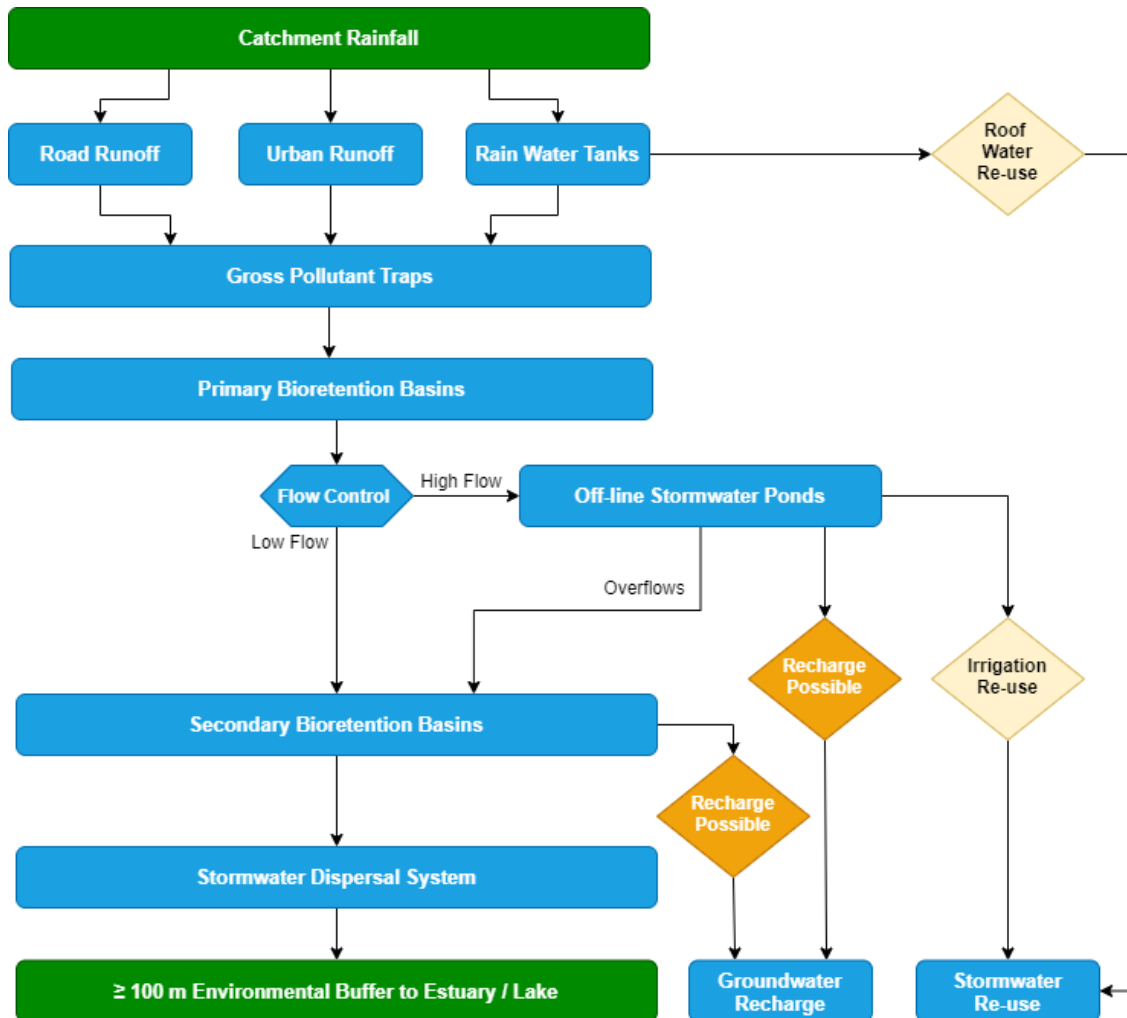 Catchment Rainfall
Road Runoff
Urban Runoff
Rain Water Tanks
Roof
Water
Re-use
Gross Pollutant Traps
Primary Bioretention Basins
Flow Control
High Flow
Off-line Stormwater Ponds
Low Flow
Overflows
Recharge
Possible
Irrigation
Re-use
Secondary Bioretention Basins
Recharge
Possible
Stormwater Dispersal System
≥ 100 m Environmental Buffer to Estuary / Lake
Groundwater
Recharge
Stormwater
Re-use